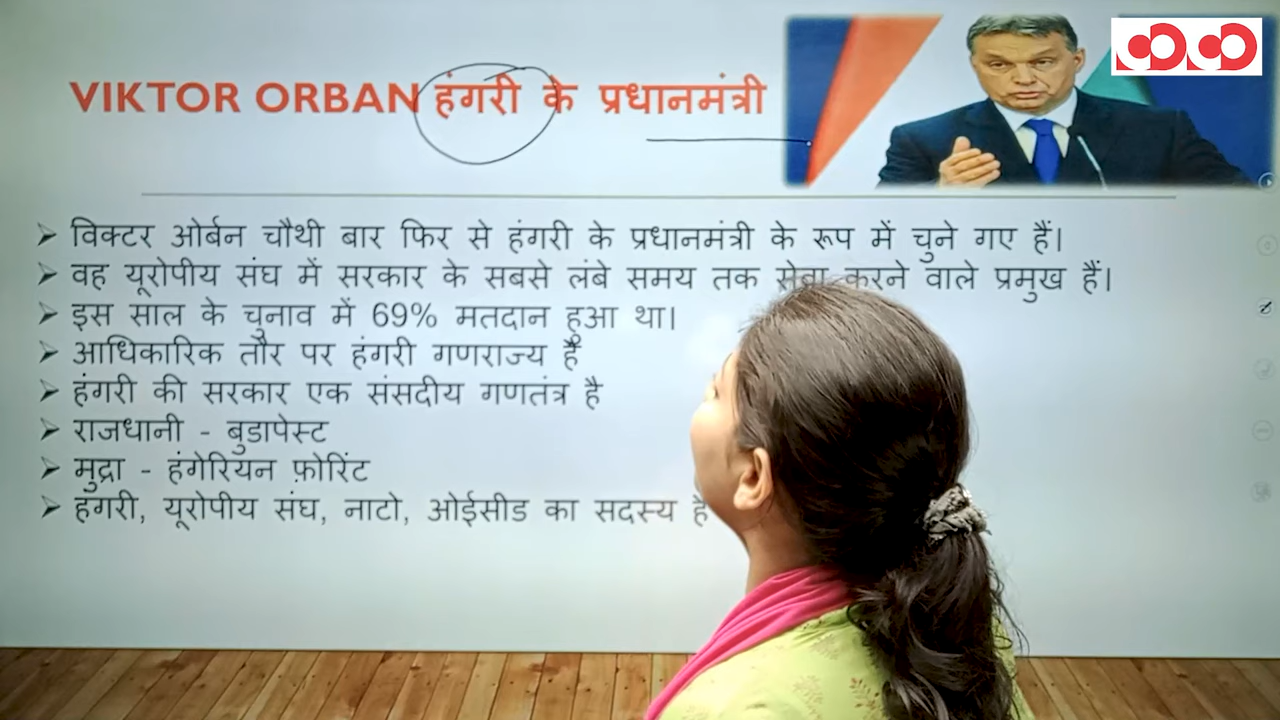 VIKTOR ORBAN हंगरी के प्रधानमंत्री
विक्टर ओर्बन चौथी बार फिर से हंगरी के प्रधानमंत्री के रूप में चुने गए हैं।
वह यूरोपीय संघ में सरकार के सबसे लंबे समय तक सेवा करने वाले प्रमुख हैं।
इस साल के चुनाव में 69% मतदान हुआ था।
आधिकारिक तौर पर हंगरी गणराज्य है
हंगरी की सरकार एक संसदीय गणतंत्र है
राजधानी - बुडापेस्ट
मुद्रा - हंगेरियन फ़ोरिंट
हंगरी, यूरोपीय संघ, नाटो, ओईसीड का सदस्य है